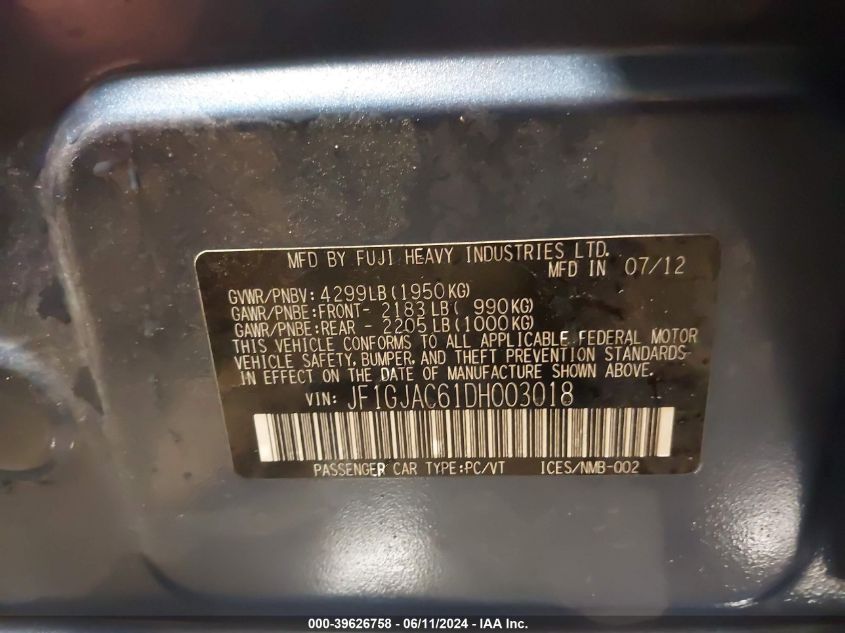 MFD BY FUJI HEAVY INDUSTRIES LTD.
MFD IN 07/12
GVWR/PNBV: 4299LB (1950KG)
GAWR/PNBE:FRONT- 2183LB( 990KG)
GAWR/PNBE:REAR - 2205LB(1000KG)
THIS VEHICLE CONFORMS TO ALL APPLICABLE FEDERAL MOTOR
VEHICLE SAFETY, BUMPER, AND THEFT PREVENTION STANDARDS
IN EFFECT ON THE DATE OF MANUFACTURE SHOWN ABOVE.
VIN: JF1GJAC61DH003018
PASSENGER CAR TYPE:PC/VT ICES/NMB-002
000-39626758 - 06/11/2024 - IAA Inc.